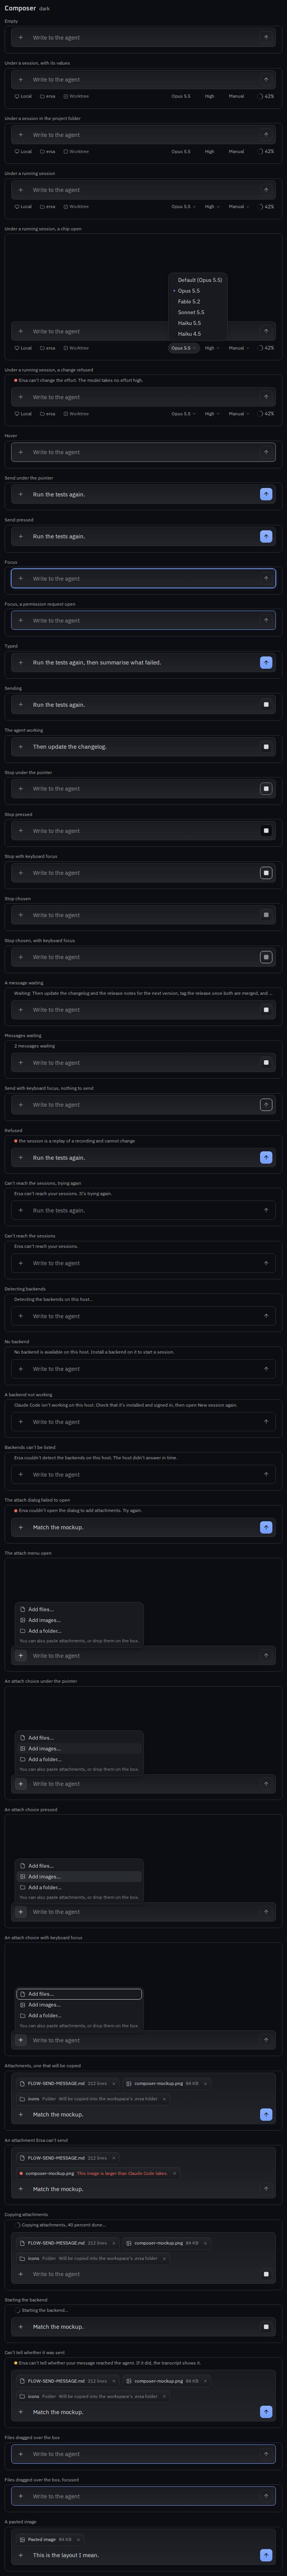 Composer dark
Empty
Write to the agent
Under a session, with its values
Write to the agent
Local ersa Worktree Opus 5.5 High Manual 42%
Under a session in the project folder
Write to the agent
Local ersa Worktree Opus 5.5 High Manual 42%
Under a running session
Write to the agent
Local ersa Worktree Opus 5.5 High Manual 42%
Under a running session, a chip open
Default (Opus 5.5)
Opus 5.5
Fable 5.2
Sonnet 5.5
Haiku 5.5
Haiku 4.5
Write to the agent
Local ersa Worktree Opus 5.5 High Manual 42%
Under a running session, a change refused
Ersa can't change the effort. The model takes no effort high.
Write to the agent
Local ersa Worktree Opus 5.5 High Manual 42%
Hover
Write to the agent
Send under the pointer
Run the tests again.
Send pressed
Run the tests again.
Focus
Write to the agent
Focus, a permission request open
Write to the agent
Typed
Run the tests again, then summarise what failed.
Sending
Run the tests again.
The agent working
Then update the changelog.
Stop under the pointer
Write to the agent
Stop pressed
Write to the agent
Stop with keyboard focus
Write to the agent
Stop chosen
Write to the agent
Stop chosen, with keyboard focus
Write to the agent
A message waiting
Waiting: Then update the changelog and the release notes for the next version, tag the release once both are merged, and …
Write to the agent
Messages waiting
2 messages waiting
Write to the agent
Send with keyboard focus, nothing to send
Write to the agent
Refused
the session is a replay of a recording and cannot change
Run the tests again.
Can't reach the sessions, trying again
Ersa can't reach your sessions. It's trying again.
Run the tests again.
Can't reach the sessions
Ersa can't reach your sessions.
Write to the agent
Detecting backends
Detecting the backends on this host…
Write to the agent
No backend
No backend is available on this host. Install a backend on it to start a session.
Write to the agent
A backend not working
Claude Code isn't working on this host: Check that it's installed and signed in, then open New session again.
Write to the agent
Backends can't be listed
Ersa couldn't detect the backends on this host. The host didn't answer in time.
Write to the agent
The attach dialog failed to open
Ersa couldn't open the dialog to add attachments. Try again.
Match the mockup.
The attach menu open
Add files…
Add images…
Add a folder…
You can also paste attachments, or drop them on the box.
Write to the agent
An attach choice under the pointer
Add files…
Add images…
Add a folder…
You can also paste attachments, or drop them on the box.
Write to the agent
An attach choice pressed
Add files…
Add images…
Add a folder…
You can also paste attachments, or drop them on the box.
Write to the agent
An attach choice with keyboard focus
Add files…
Add images…
Add a folder…
You can also paste attachments, or drop them on the box.
Write to the agent
Attachments, one that will be copied
FLOW-SEND-MESSAGE.md 212 lines composer-mockup.png 84 KB
icons Folder Will be copied into the workspace's .ersa folder
Match the mockup.
An attachment Ersa can't send
FLOW-SEND-MESSAGE.md 212 lines
composer-mockup.png This image is larger than Claude Code takes.
Match the mockup.
Copying attachments
Copying attachments, 40 percent done…
FLOW-SEND-MESSAGE.md 212 lines composer-mockup.png 84 KB
icons Folder Will be copied into the workspace's .ersa folder
Write to the agent
Starting the backend
Starting the backend…
Match the mockup.
Can't tell whether it was sent
Ersa can't tell whether your message reached the agent. If it did, the transcript shows it.
FLOW-SEND-MESSAGE.md 212 lines composer-mockup.png 84 KB
icons Folder Will be copied into the workspace's .ersa folder
Match the mockup.
Files dragged over the box
Write to the agent
Files dragged over the box, focused
Write to the agent
A pasted image
Pasted image 84 KB
This is the layout I mean.